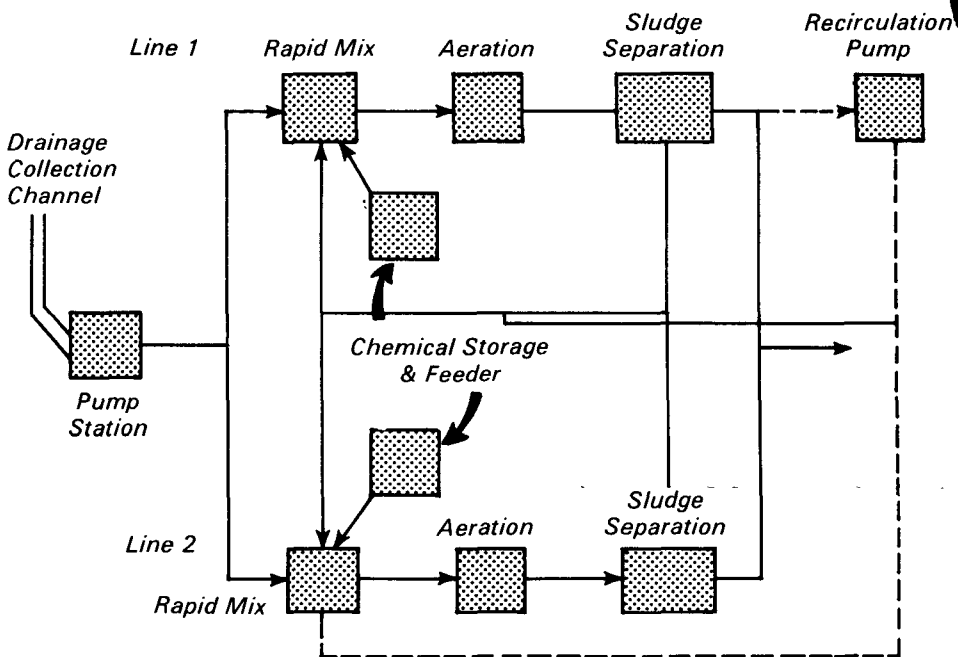 Line 1
Rapid Mix
Aeration
Sludge
Separation
Recirculation
Pump
Drainage
Collection
Channel
Chemical Storage
& Feeder
Pump
Station
Line 2
Rapid Mix
Aeration
Sludge
Separation